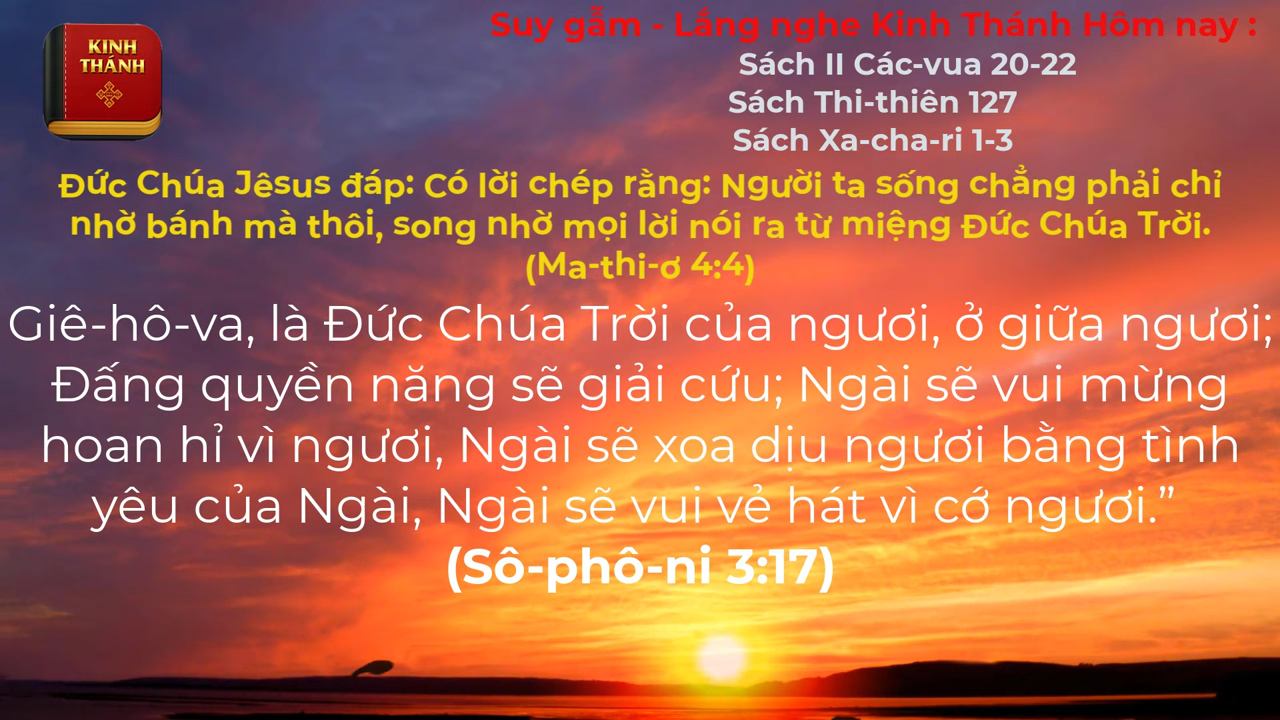 KINH
THÁNH
Suy gẫm - Lắng nghe Kinh Thánh Hôm nay :
Sách II Các-vua 20-22
Sách Thi-thiên 127
Sách Xa-cha-ri 1-3
Đức Chúa Jêsus đáp: Có lời chép rằng: Người ta sống chẳng phải chỉ
nhờ bánh mà thôi, song nhờ mọi lời nói ra từ miệng Đức Chúa Trời.
(Ma-thi-ơ 4:4)
Giê-hô-va, là Đức Chúa Trời của ngươi, ở giữa ngươi;
Đấng quyền năng sẽ giải cứu; Ngài sẽ vui mừng
hoan hỉ vì ngươi, Ngài sẽ xoa dịu ngươi bằng tình
yêu của Ngài, Ngài sẽ vui vẻ hát vì cớ ngươi.”
(Sô-phô-ni 3:17)